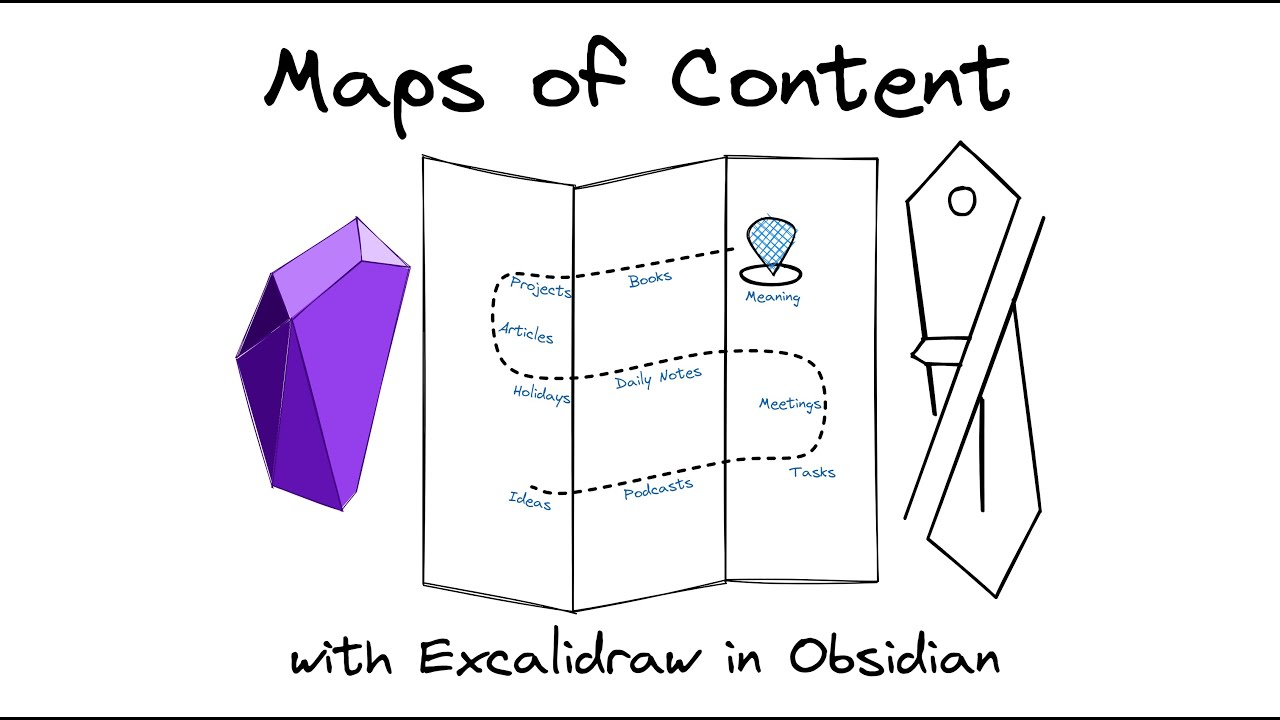 Maps of Content
Books
Projects
Meaning
Articles
Daily Notes
Holidays
Meetings
Tasks
Podcasts
Ideas
with Excalidraw in Obsidian